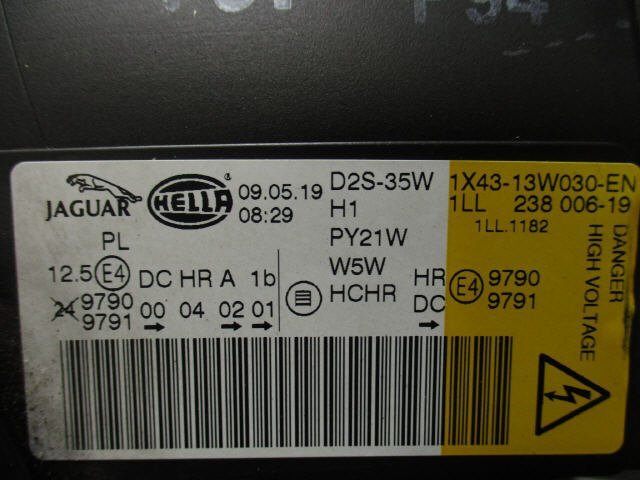 JAGUAR HELLA ® 09.05.19 08:29
D2S-35W
H1
PY21W
W5W
HCHR
1X43-13W030-EN
1LL 238 006-19
1LL.1182
PL
12.5 E4 DC HR A 1b
24 9790 00 04 02 01
9791
HR E4 9790
DC 9791
DANGER
HIGH VOLTAGE